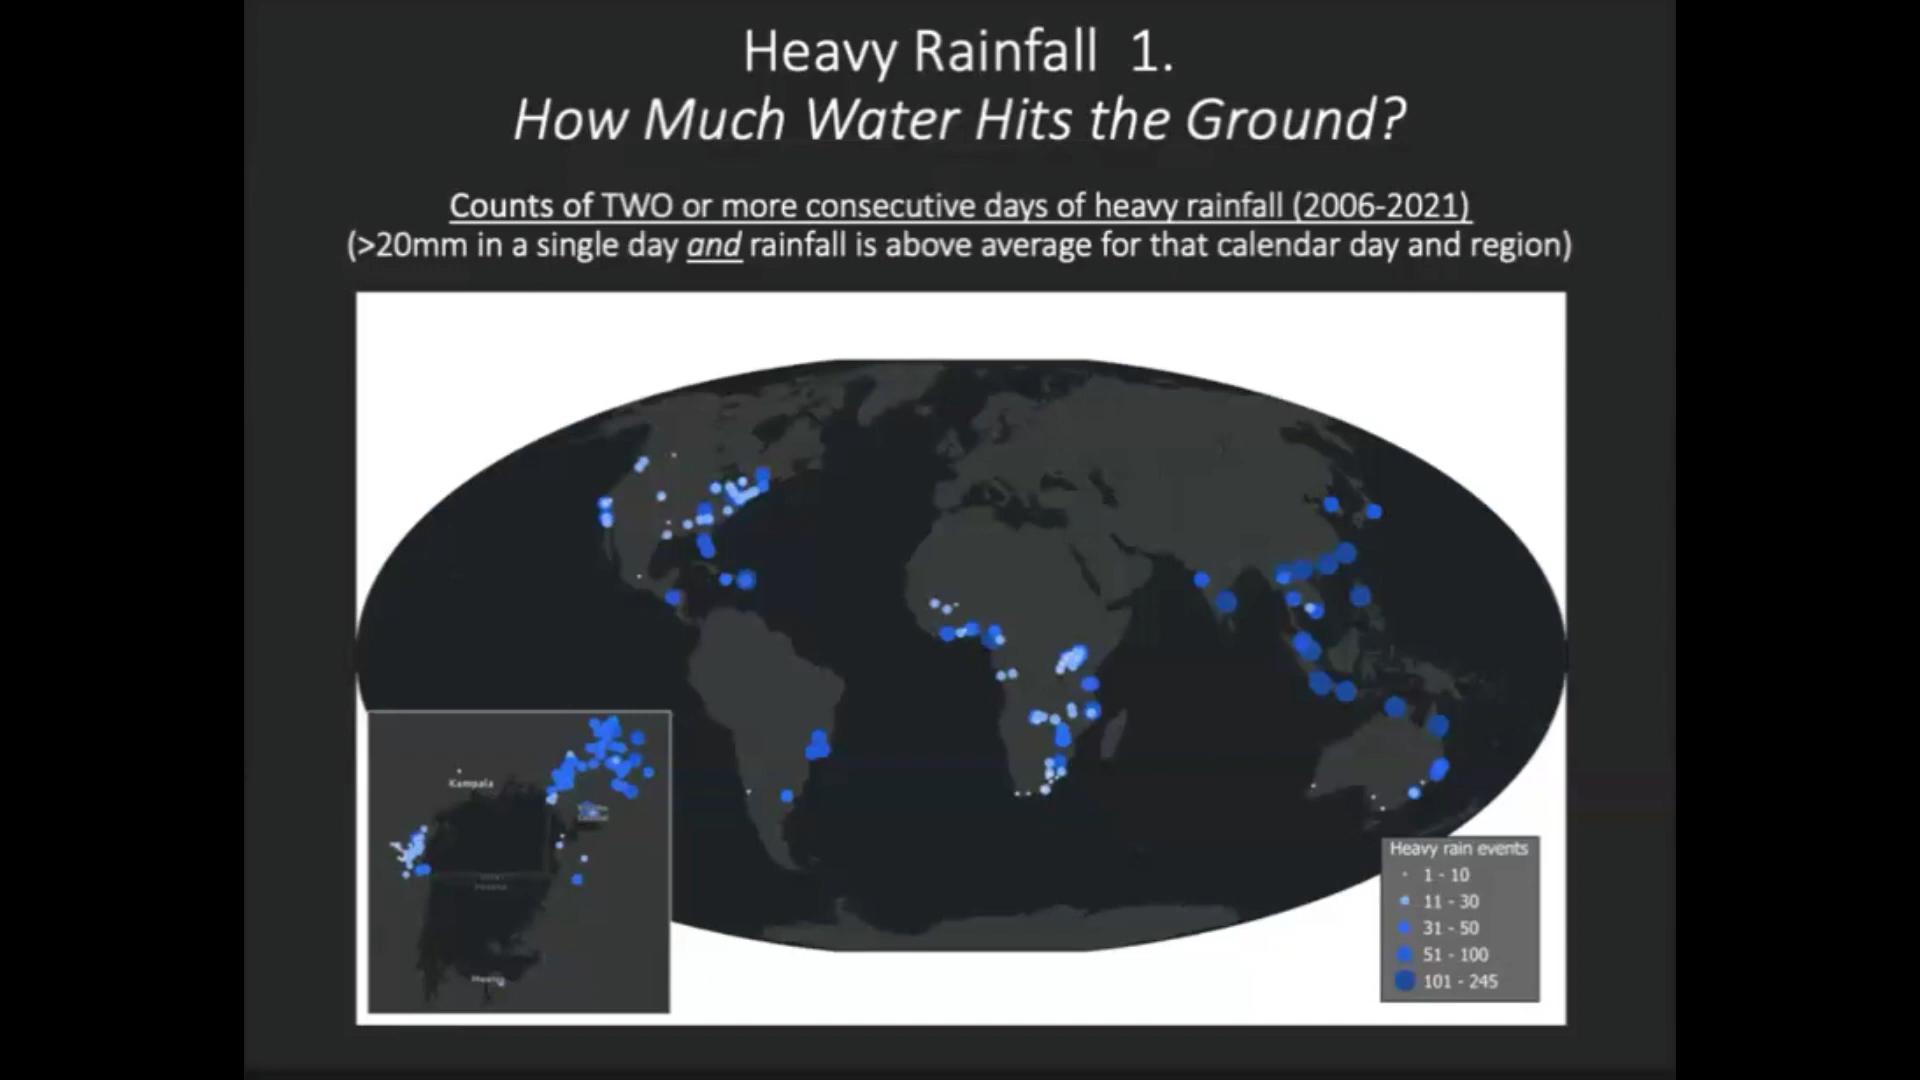 Heavy Rainfall 1.
How Much Water Hits the Ground?
Counts of TWO or more consecutive days of heavy rainfall (2006-2021)
(>20mm in a single day and rainfall is above average for that calendar day and region)
Kampala
Heavy rain events
1 - 10
11 - 30
31 - 50
51 - 100
101 - 245